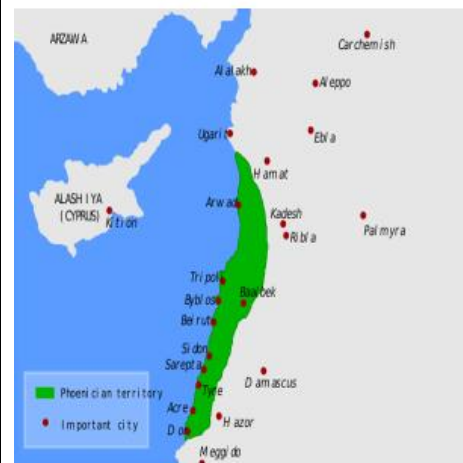 ARZAWA
Carchemish
Alalakh
Aleppo
Ugarit
Ebla
Hamat
ALASHIYA
(CYPRUS)
Kition
Arwad
Kadesh
Ribla
Palmyra
Tripoli
Byblos
Baalbek
Beirut
Sidon
Sarepta
Damascus
Phoenician territory
Tyre
Important city
Acre
Hazor
Dor
Meggido